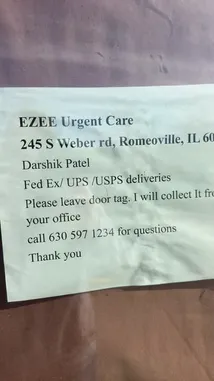 EZEE Urgent Care
245 S Weber rd, Romeoville, IL 60
Darshik Patel
Fed Ex/ UPS /USPS deliveries
Please leave door tag. I will collect It fr
your office
call 630 597 1234 for questions
Thank you